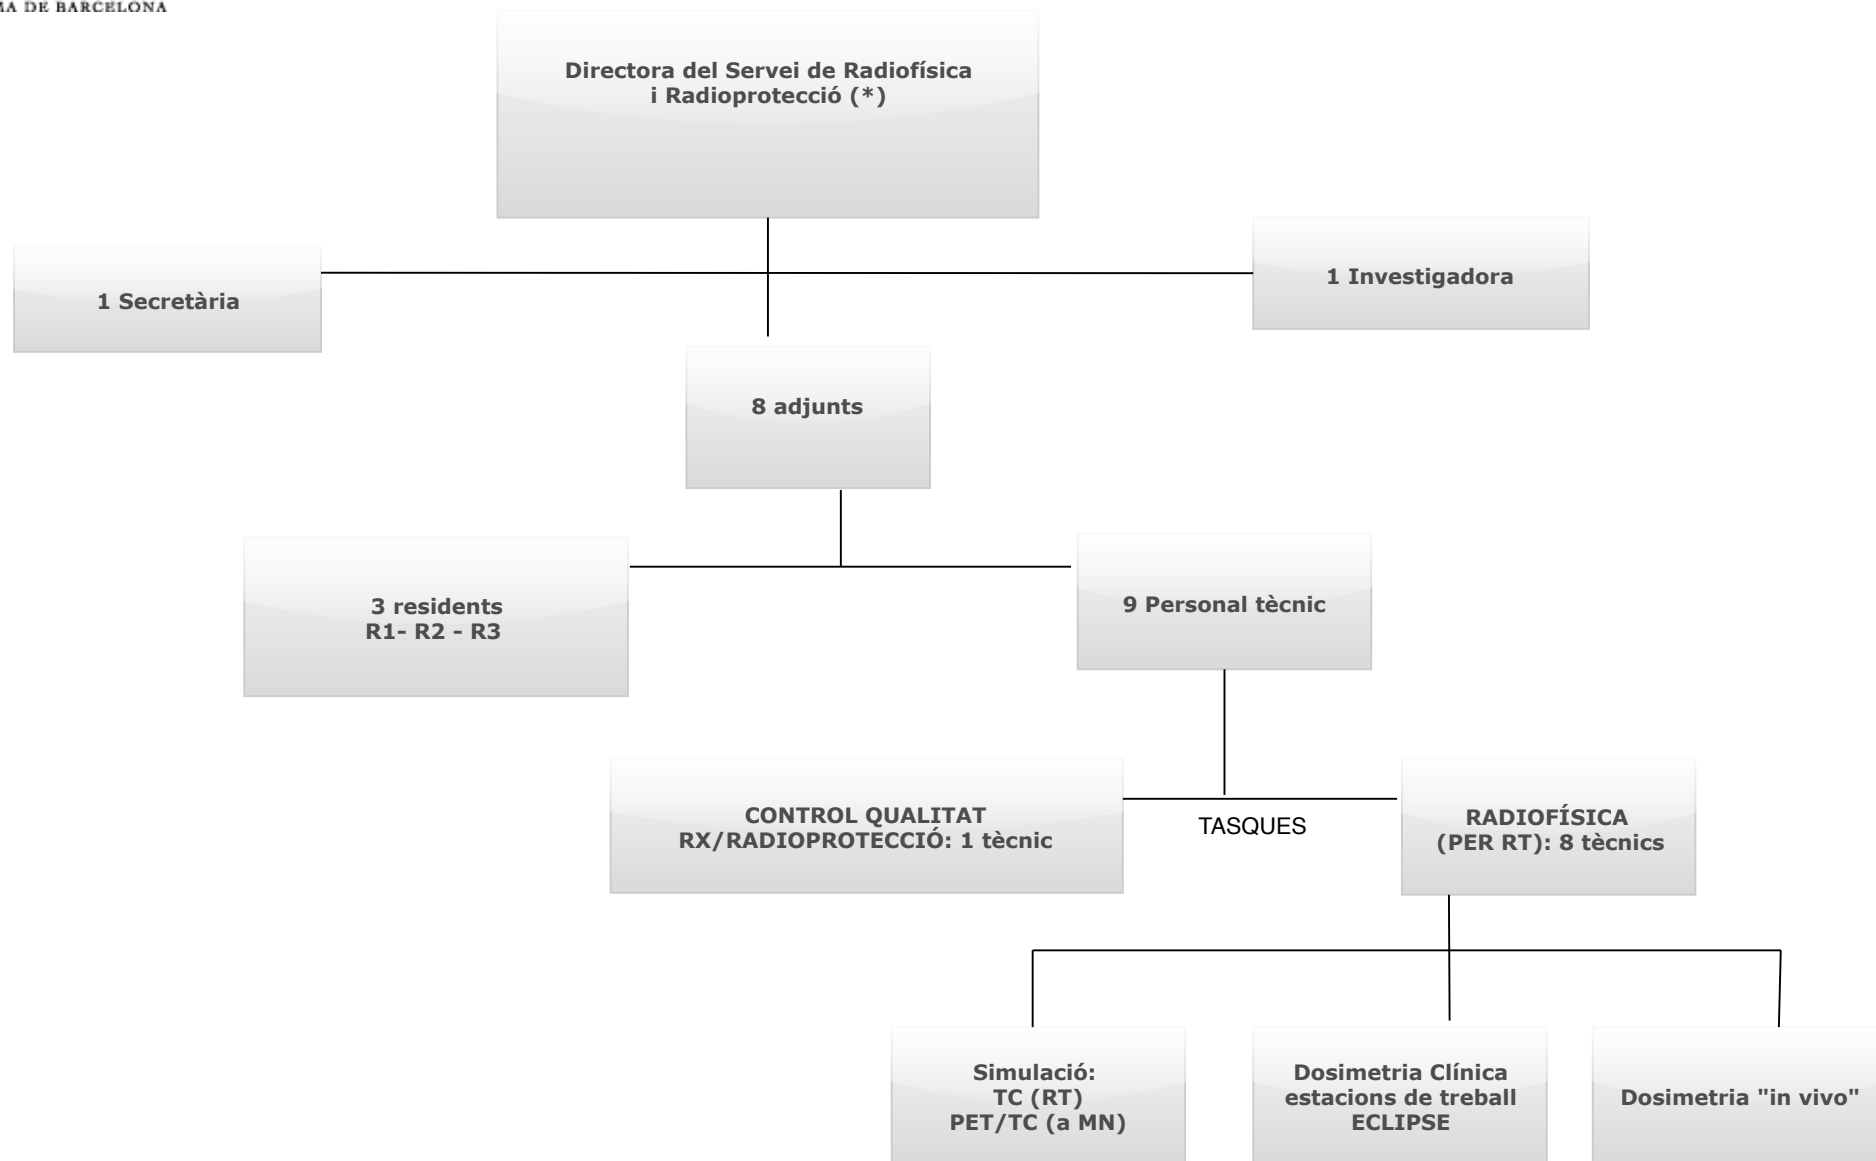 DE BARCELONA
Directora del Servei de Radiofísica
i Radioprotecció (*)
1 Secretària
1 Investigadora
8 adjunts
3 residents
R1- R2 - R3
9 Personal tècnic
CONTROL QUALITAT
RX/RADIOPROTECCIÓ: 1 tècnic
TASQUES
RADIOFÍSICA
(PER RT): 8 tècnics
Simulació:
TC (RT)
PET/TC (a MN)
Dosimetria Clínica
estacions de treball
ECLIPSE
Dosimetria "in vivo"